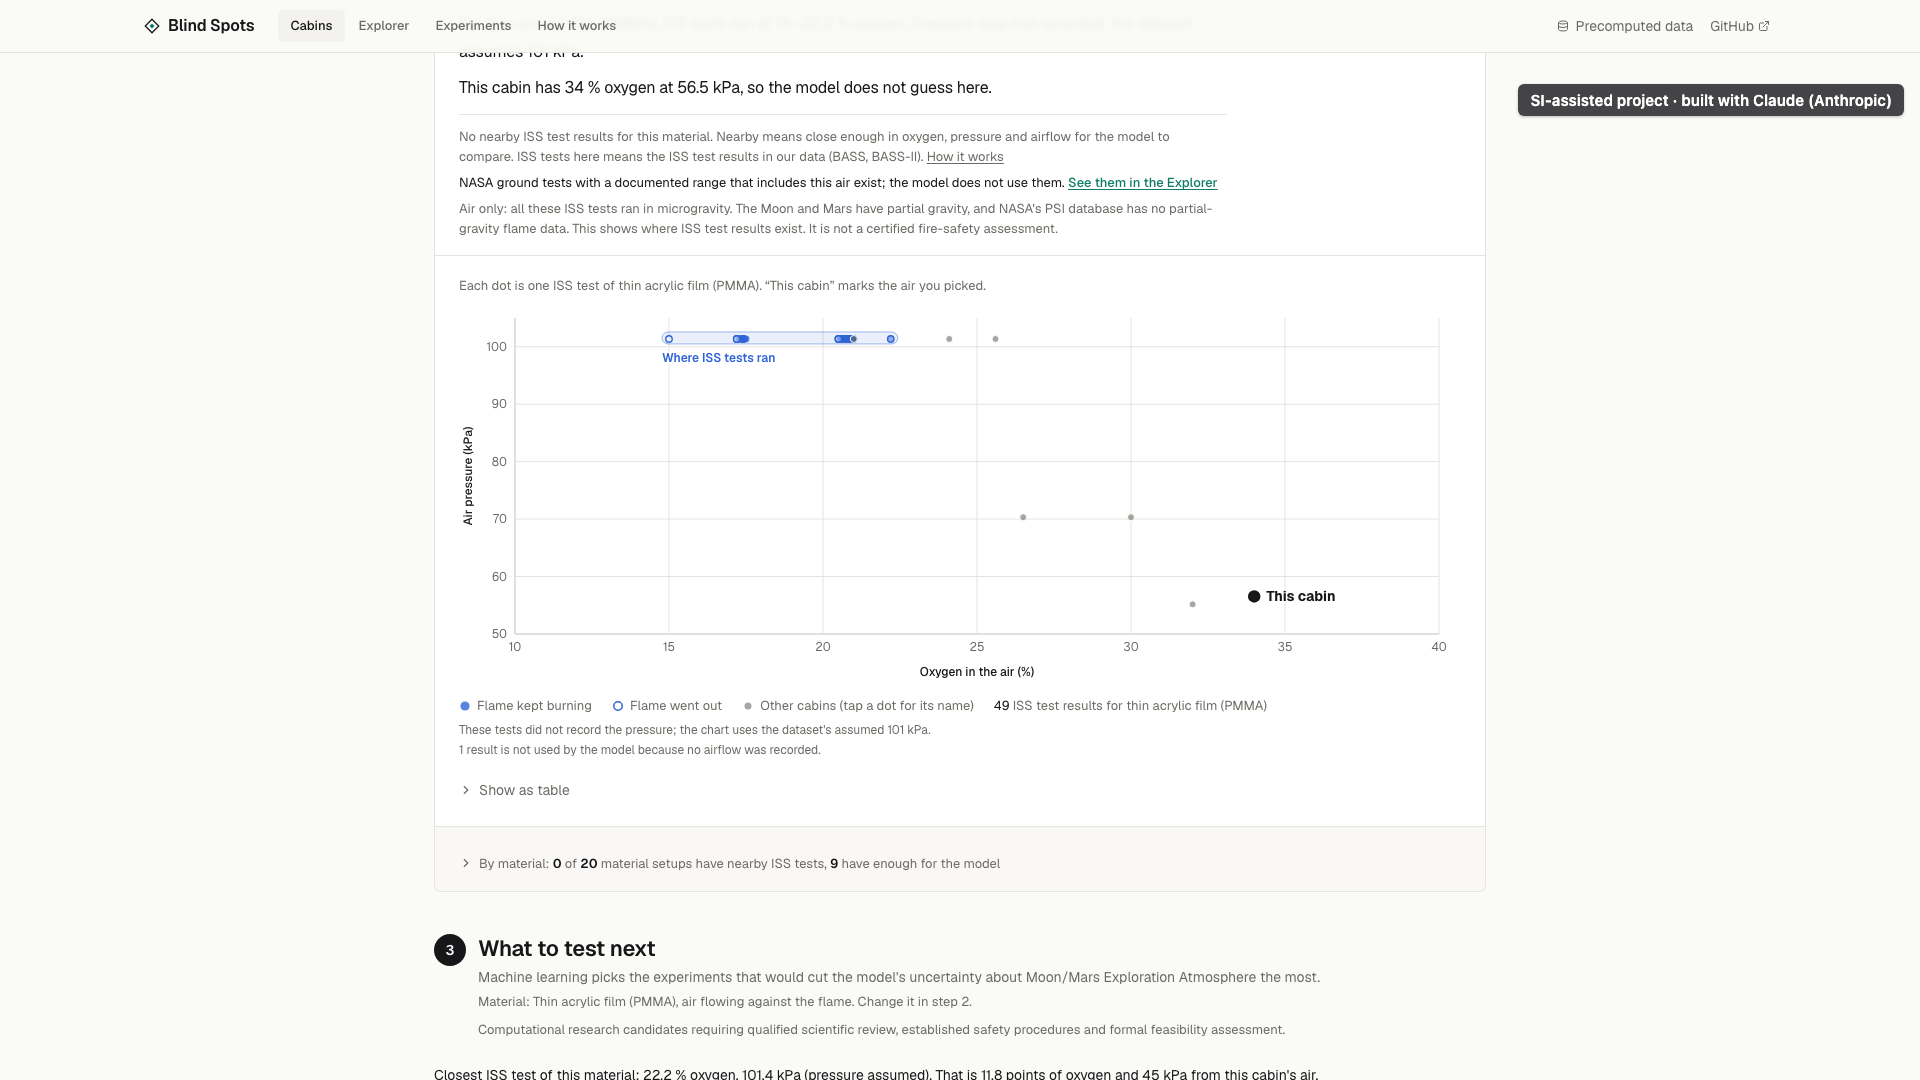 Blind Spots
Cabins
Explorer
Experiments
How it works
Precomputed data
GitHub
SI-assisted project · built with Claude (Anthropic)
assumes 101 kPa.
This cabin has 34 % oxygen at 56.5 kPa, so the model does not guess here.
No nearby ISS test results for this material. Nearby means close enough in oxygen, pressure and airflow for the model to
compare. ISS tests here means the ISS test results in our data (BASS, BASS-II). How it works
NASA ground tests with a documented range that includes this air exist; the model does not use them. See them in the Explorer
Air only: all these ISS tests ran in microgravity. The Moon and Mars have partial gravity, and NASA's PSI database has no partial-
gravity flame data. This shows where ISS test results exist. It is not a certified fire-safety assessment.
Each dot is one ISS test of thin acrylic film (PMMA). “This cabin” marks the air you picked.
100
Where ISS tests ran
90
80
Air pressure (kPa)
70
60
This cabin
50
10
15
20
25
30
35
40
Oxygen in the air (%)
Flame kept burning
Flame went out
Other cabins (tap a dot for its name)
49 ISS test results for thin acrylic film (PMMA)
These tests did not record the pressure; the chart uses the dataset's assumed 101 kPa.
1 result is not used by the model because no airflow was recorded.
Show as table
By material: 0 of 20 material setups have nearby ISS tests, 9 have enough for the model
3
What to test next
Machine learning picks the experiments that would cut the model's uncertainty about Moon/Mars Exploration Atmosphere the most.
Material: Thin acrylic film (PMMA), air flowing against the flame. Change it in step 2.
Computational research candidates requiring qualified scientific review, established safety procedures and formal feasibility assessment.
Closest ISS test of this material: 22.2 % oxygen, 101.4 kPa (pressure assumed). That is 11.8 points of oxygen and 45 kPa from this cabin's air.